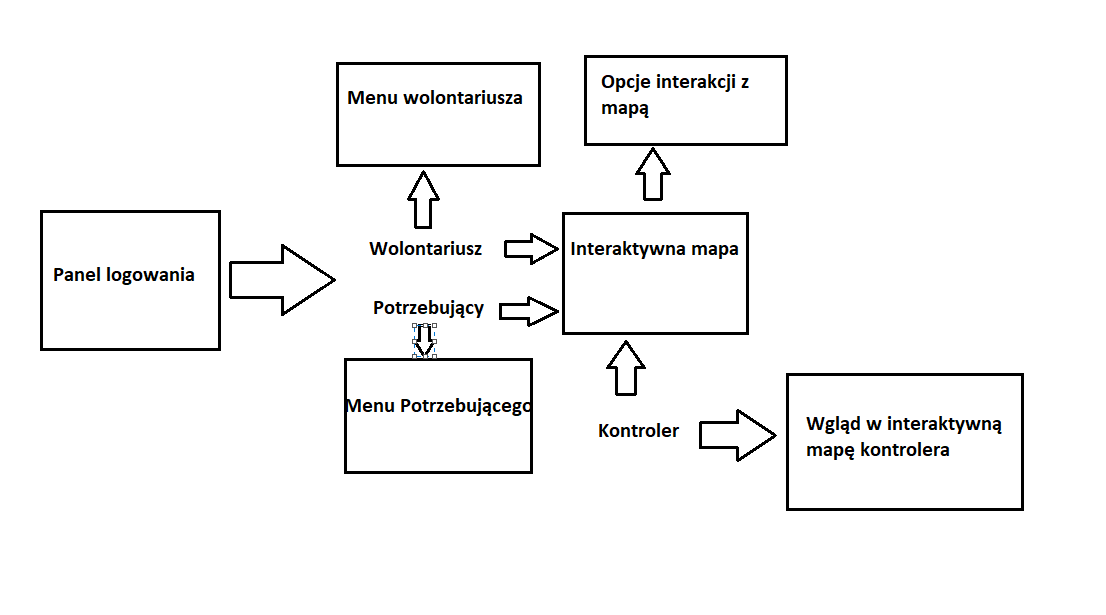 Menu wolontariusza
Opcje interakcji z
mapą
Panel logowania
Wolontariusz
Interaktywna mapa
Potrzebujący
Menu Potrzebującego
Kontroler
Wgląd w interaktywną
mapę kontrolera